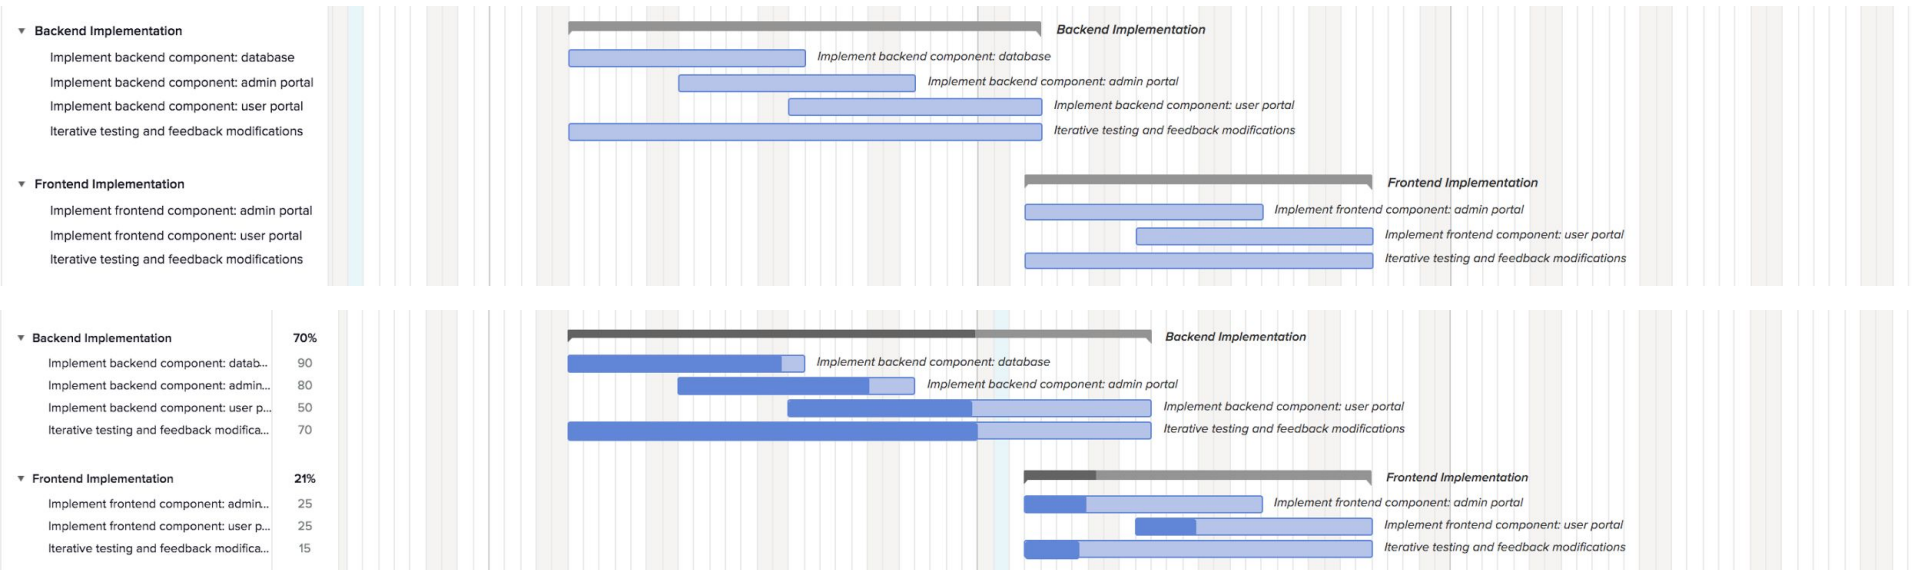 ▼ Backend Implementation
Backend Implementation
Implement backend component: database
Implement backend component: database
Implement backend component: admin portal
Implement backend component: admin portal
Implement backend component: user portal
Implement backend component: user portal
Iterative testing and feedback modifications
Iterative testing and feedback modifications
▼ Frontend Implementation
Frontend Implementation
Implement frontend component: admin portal
Implement frontend component: admin portal
Implement frontend component: user portal
Implement frontend component: user portal
Iterative testing and feedback modifications
Iterative testing and feedback modifications
▼ Backend Implementation 70%
Backend Implementation
Implement backend component: datab... 90
Implement backend component: database
Implement backend component: admin... 80
Implement backend component: admin portal
Implement backend component: user p... 50
Implement backend component: user portal
Iterative testing and feedback modifica... 70
Iterative testing and feedback modifications
▼ Frontend Implementation 21%
Frontend Implementation
Implement frontend component: admin... 25
Implement frontend component: admin portal
Implement frontend component: user p... 25
Implement frontend component: user portal
Iterative testing and feedback modifica... 15
Iterative testing and feedback modifications